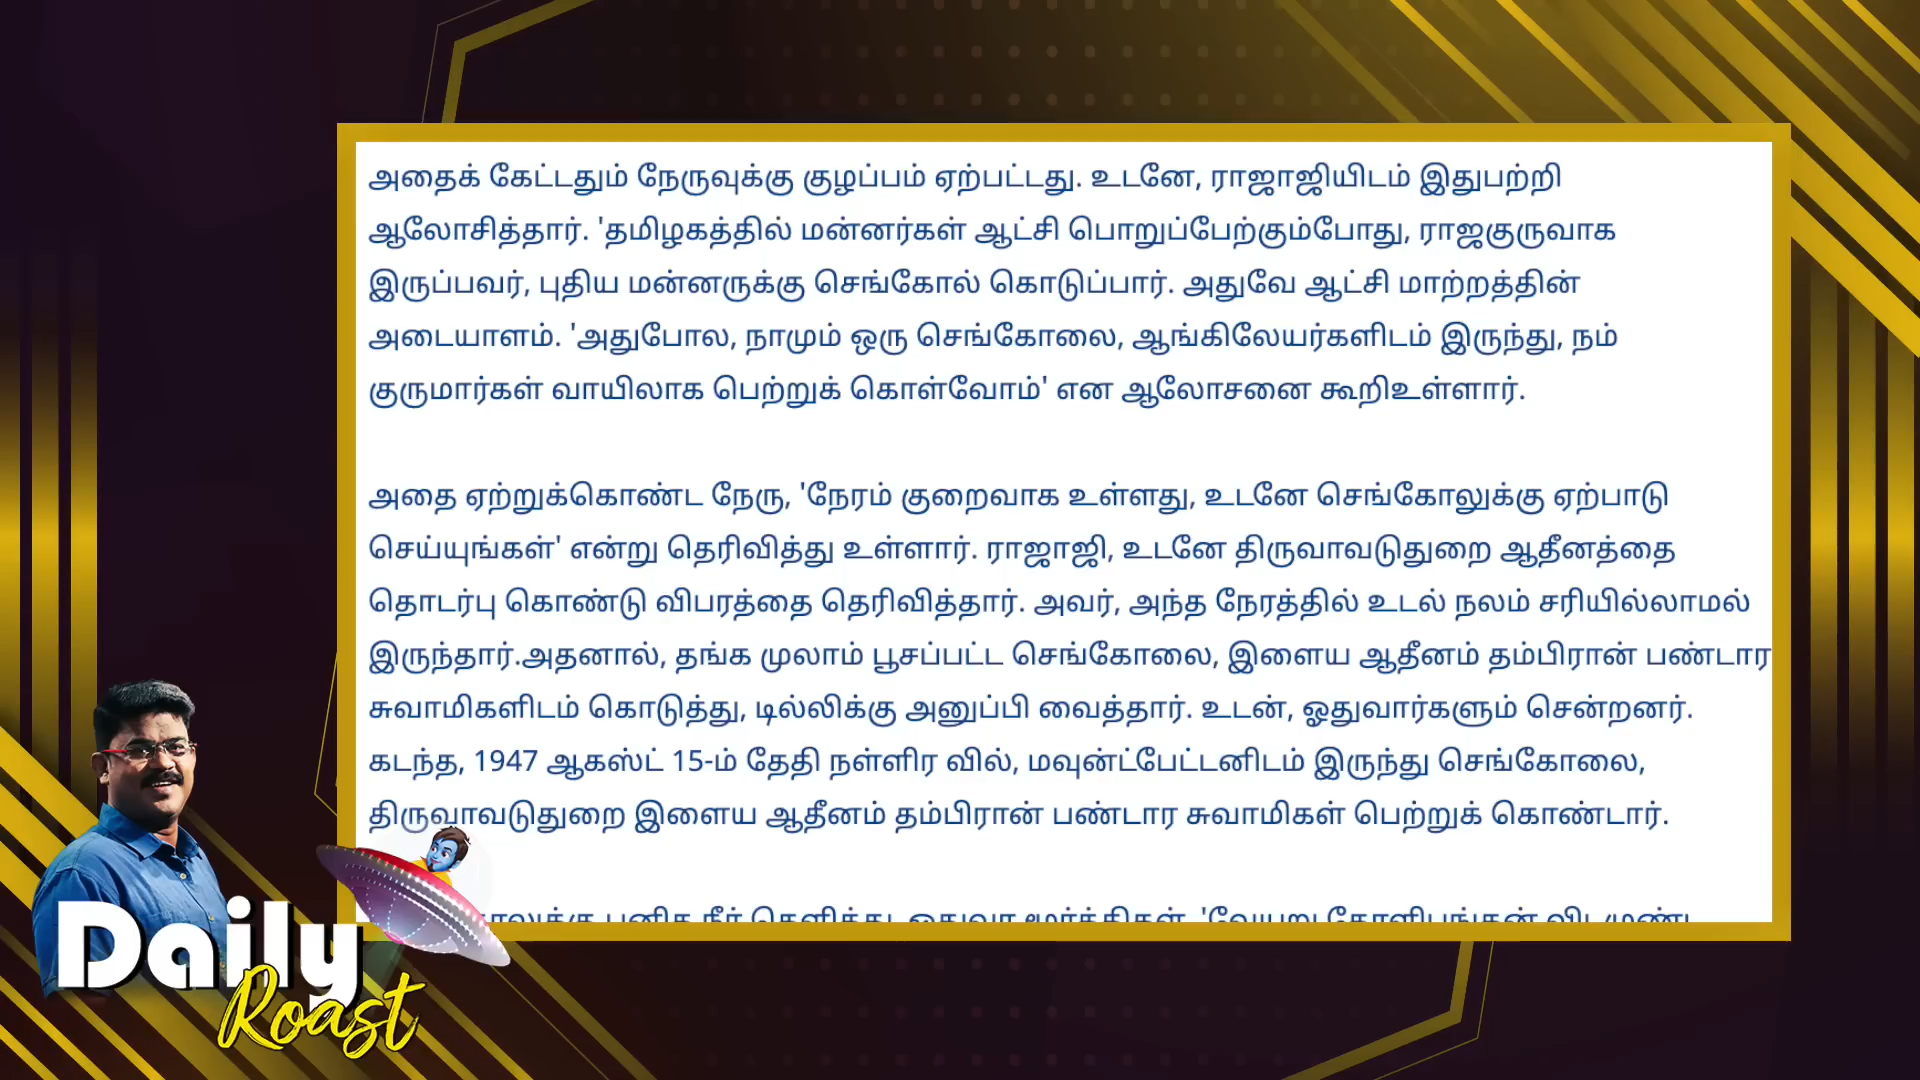 அதைக் கேட்டதும் நேருவுக்கு குழப்பம் ஏற்பட்டது. உடனே, ராஜாஜியிடம் இதுபற்றி
ஆலோசித்தார். 'தமிழகத்தில் மன்னர்கள் ஆட்சி பொறுப்பேற்கும்போது, ராஜகுருவாக
இருப்பவர், புதிய மன்னருக்கு செங்கோல் கொடுப்பார். அதுவே ஆட்சி மாற்றத்தின்
அடையாளம். 'அதுபோல, நாமும் ஒரு செங்கோலை, ஆங்கிலேயர்களிடம் இருந்து, நம்
குருமார்கள் வாயிலாக பெற்றுக் கொள்வோம்' என ஆலோசனை கூறிஉள்ளார்.
அதை ஏற்றுக்கொண்ட நேரு, 'நேரம் குறைவாக உள்ளது, உடனே செங்கோலுக்கு ஏற்பாடு
செய்யுங்கள்' என்று தெரிவித்து உள்ளார். ராஜாஜி, உடனே திருவாவடுதுறை ஆதீனத்தை
தொடர்பு கொண்டு விபரத்தை தெரிவித்தார். அவர், அந்த நேரத்தில் உடல் நலம் சரியில்லாமல்
இருந்தார்.அதனால், தங்க முலாம் பூசப்பட்ட செங்கோலை, இளைய ஆதீனம் தம்பிரான் பண்டார
சுவாமிகளிடம் கொடுத்து, டில்லிக்கு அனுப்பி வைத்தார். உடன், ஓதுவார்களும் சென்றனர்.
கடந்த, 1947 ஆகஸ்ட் 15-ம் தேதி நள்ளிர வில், மவுன்ட்பேட்டனிடம் இருந்து செங்கோலை,
திருவாவடுதுறை இளைய ஆதீனம் தம்பிரான் பண்டார சுவாமிகள் பெற்றுக் கொண்டார்.
Daily
Roast